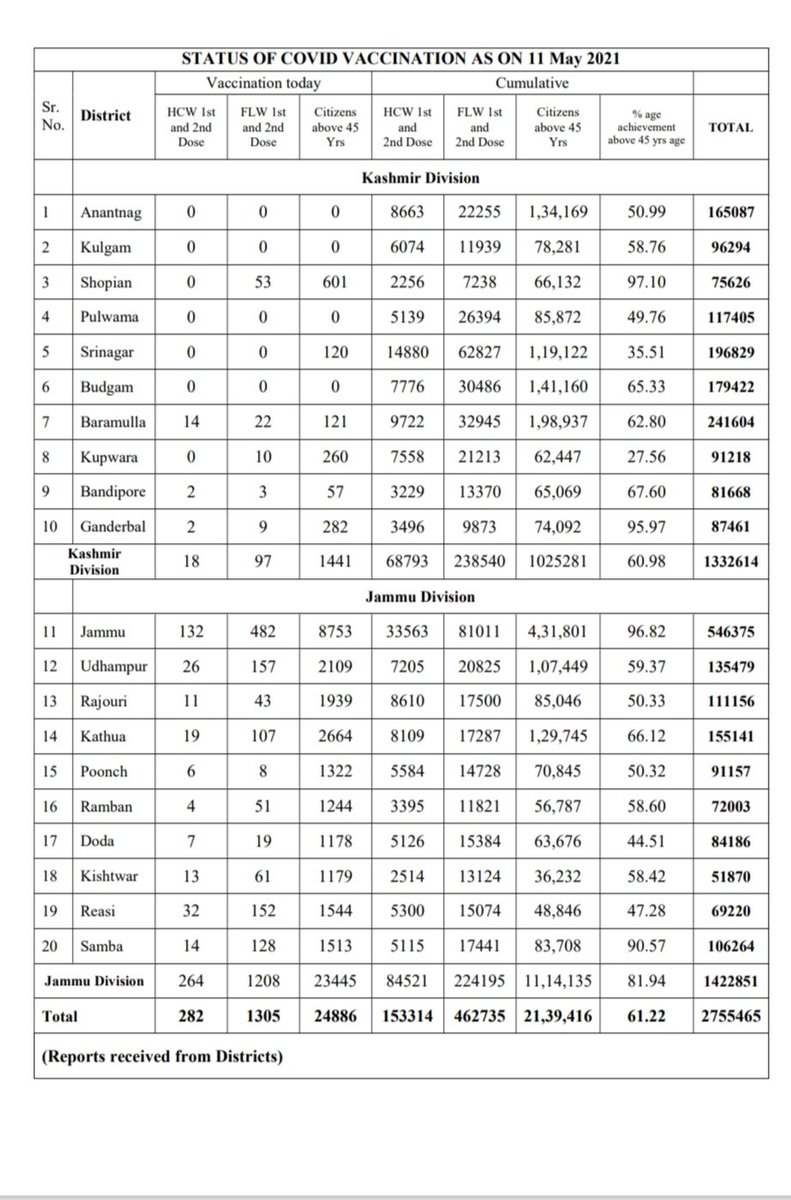 STATUS OF COVID VACCINATION AS ON 11 May 2021
Sr. No. District Vaccination today Cumulative
HCW 1st and 2nd Dose FLW 1st and 2nd Dose Citizens above 45 Yrs HCW 1st and 2nd Dose FLW 1st and 2nd Dose Citizens above 45 Yrs % age achievement above 45 yrs age TOTAL
Kashmir Division
1 Anantnag 0 0 0 8663 22255 1,34,169 50.99 165087
2 Kulgam 0 0 0 6074 11939 78,281 58.76 96294
3 Shopian 0 53 601 2256 7238 66,132 97.10 75626
4 Pulwama 0 0 0 5139 26394 85,872 49.76 117405
5 Srinagar 0 0 120 14880 62827 1,19,122 35.51 196829
6 Budgam 0 0 0 7776 30486 1,41,160 65.33 179422
7 Baramulla 14 22 121 9722 32945 1,98,937 62.80 241604
8 Kupwara 0 10 260 7558 21213 62,447 27.56 91218
9 Bandipore 2 3 57 3229 13370 65,069 67.60 81668
10 Ganderbal 2 9 282 3496 9873 74,092 95.97 87461
Kashmir Division 18 97 1441 68793 238540 1025281 60.98 1332614
Jammu Division
11 Jammu 132 482 8753 33563 81011 4,31,801 96.82 546375
12 Udhampur 26 157 2109 7205 20825 1,07,449 59.37 135479
13 Rajouri 11 43 1939 8610 17500 85,046 50.33 111156
14 Kathua 19 107 2664 8109 17287 1,29,745 66.12 155141
15 Poonch 6 8 1322 5584 14728 70,845 50.32 91157
16 Ramban 4 51 1244 3395 11821 56,787 58.60 72003
17 Doda 7 19 1178 5126 15384 63,676 44.51 84186
18 Kishtwar 13 61 1179 2514 13124 36,232 58.42 51870
19 Reasi 32 152 1544 5300 15074 48,846 47.28 69220
20 Samba 14 128 1513 5115 17441 83,708 90.57 106264
Jammu Division 264 1208 23445 84521 224195 11,14,135 81.94 1422851
Total 282 1305 24886 153314 462735 21,39,416 61.22 2755465
(Reports received from Districts)